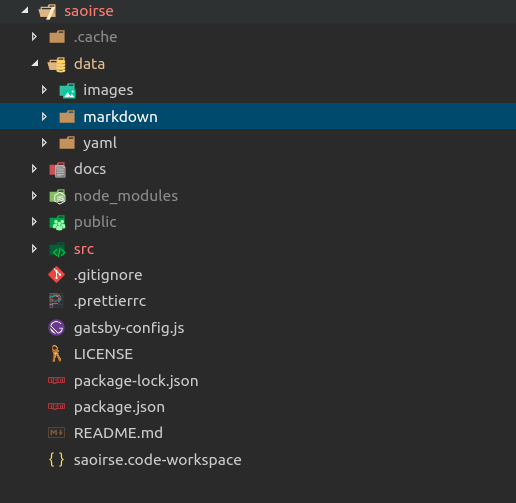 saoirse
.cache
data
images
markdown
yaml
docs
node_modules
public
src
.gitignore
.prettierrc
gatsby-config.js
LICENSE
package-lock.json
package.json
README.md
saoirse.code-workspace